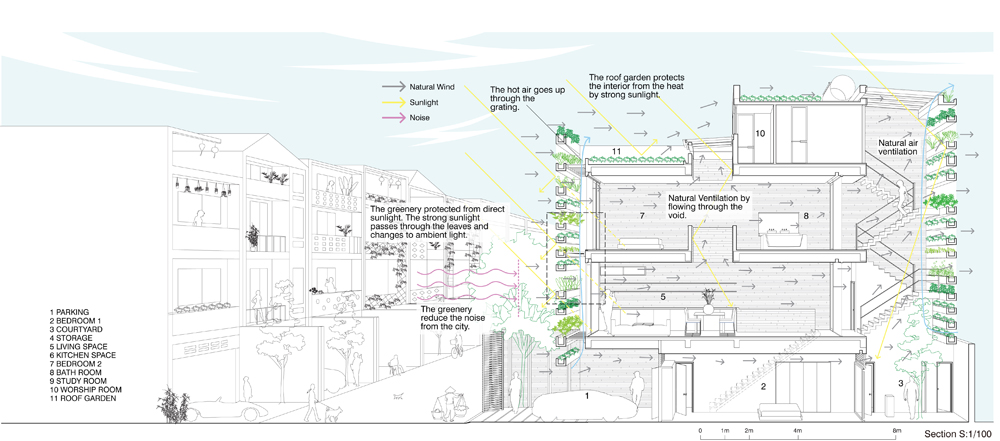 The roof garden protects
the interior from the heat
by strong sunlight.
Natural Wind
Sunlight
Noise
The hot air goes up
through the
grating.
10
11
Natural air
ventilation
The greenery protected from direct
sunlight. The strong sunlight
passes through the leaves and
changes to ambient light.
Natural Ventilation by
flowing through the
void.
7
8
5
The greenery
reduce the noise
from the city.
1 PARKING
2 BEDROOM 1
3 COURTYARD
4 STORAGE
5 LIVING SPACE
6 KITCHEN SPACE
7 BEDROOM 2
8 BATH ROOM
9 STUDY ROOM
10 WORSHIP ROOM
11 ROOF GARDEN
1
2
3
0 1m 2m 4m 8m
Section S:1/100